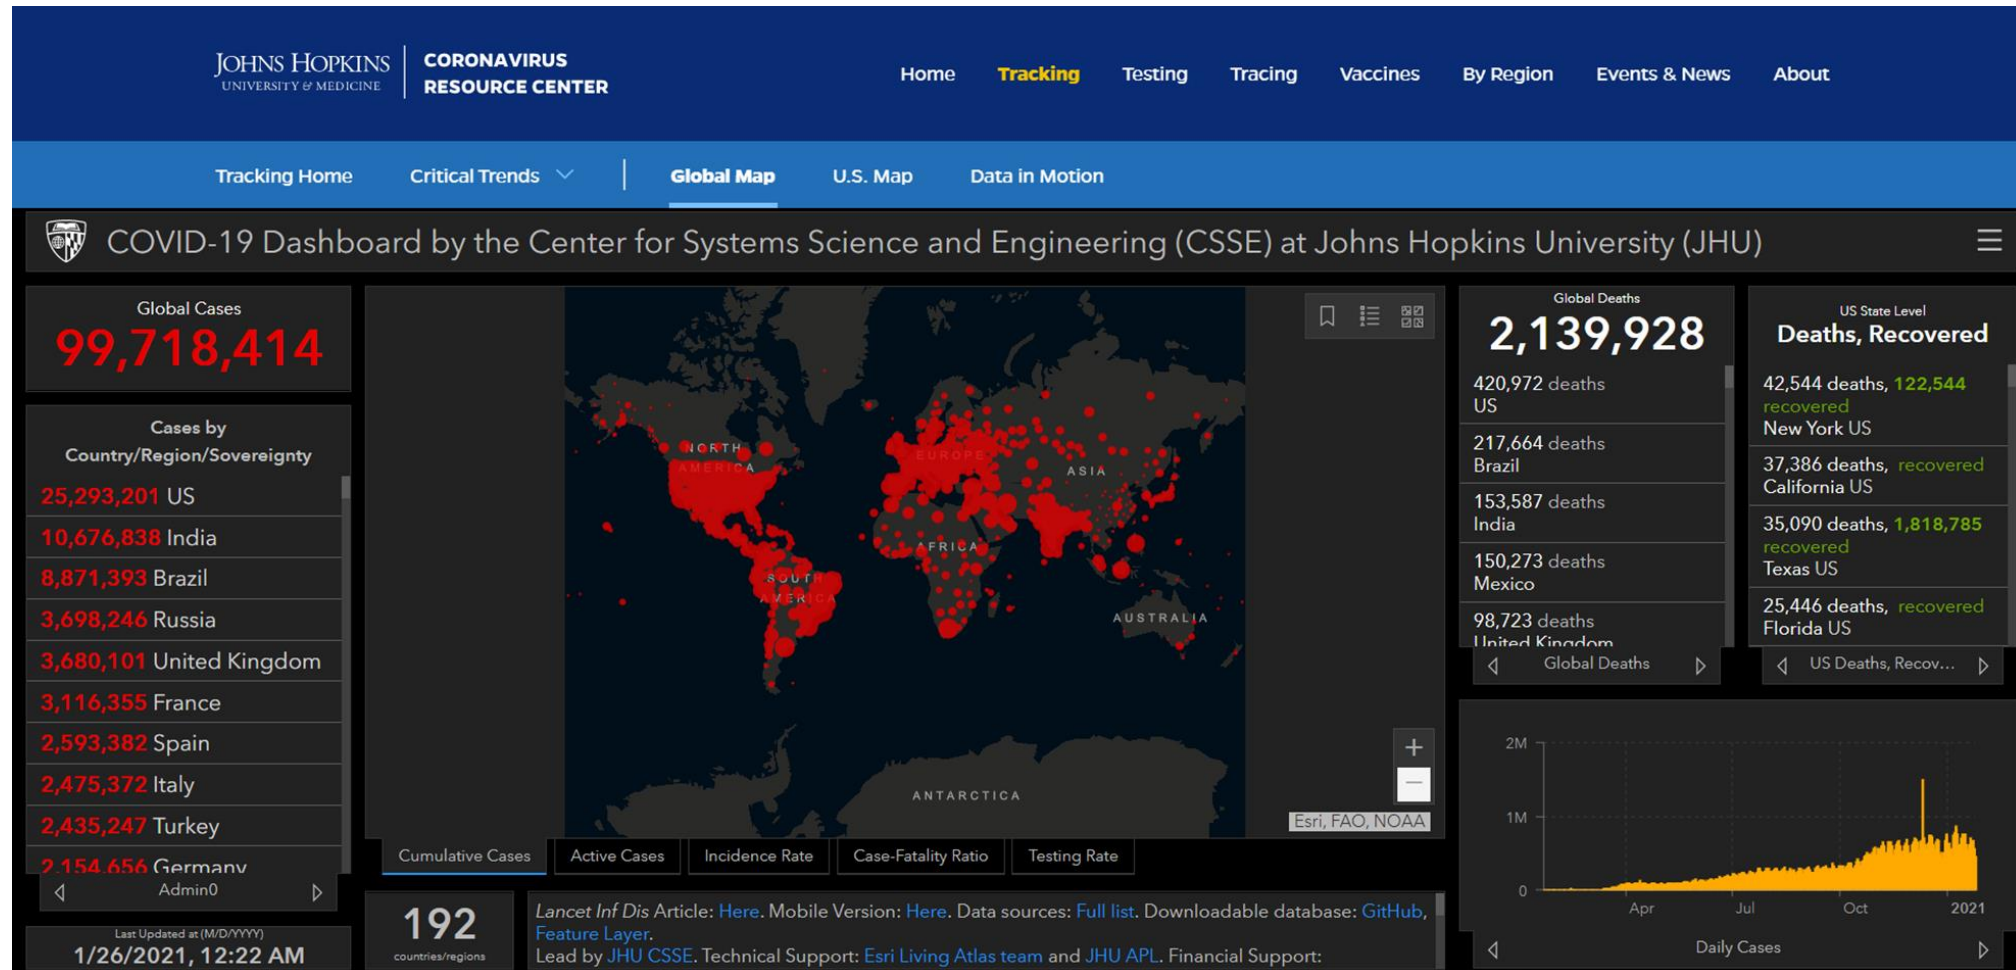 JOHNS HOPKINS
UNIVERSITY & MEDICINE
CORONAVIRUS
RESOURCE CENTER
Home
Tracking
Testing
Tracing
Vaccines
By Region
Events & News
About
Tracking Home
Critical Trends
Global Map
U.S. Map
Data in Motion
COVID-19 Dashboard by the Center for Systems Science and Engineering (CSSE) at Johns Hopkins University (JHU)
Global Cases
99,718,414
Cases by
Country/Region/Sovereignty
25,293,201 US
10,676,838 India
8,871,393 Brazil
3,698,246 Russia
3,680,101 United Kingdom
3,116,355 France
2,593,382 Spain
2,475,372 Italy
2,435,247 Turkey
2,154,656 Germany
Admin0
Last Updated at (M/D/YYYY)
1/26/2021, 12:22 AM
NORTH
AMERICA
EUROPE
ASIA
AFRICA
SOUTH
AMERICA
AUSTRALIA
ANTARCTICA
+
−
Esri, FAO, NOAA
Cumulative Cases
Active Cases
Incidence Rate
Case-Fatality Ratio
Testing Rate
192
countries/regions
Lancet Inf Dis Article: Here. Mobile Version: Here. Data sources: Full list. Downloadable database: GitHub,
Feature Layer.
Lead by JHU CSSE. Technical Support: Esri Living Atlas team and JHU APL. Financial Support:
Global Deaths
2,139,928
420,972 deaths
US
217,664 deaths
Brazil
153,587 deaths
India
150,273 deaths
Mexico
98,723 deaths
United Kingdom
Global Deaths
US State Level
Deaths, Recovered
42,544 deaths, 122,544
recovered
New York US
37,386 deaths, recovered
California US
35,090 deaths, 1,818,785
recovered
Texas US
25,446 deaths, recovered
Florida US
US Deaths, Recov...
2M
1M
0
Apr
Jul
Oct
2021
Daily Cases